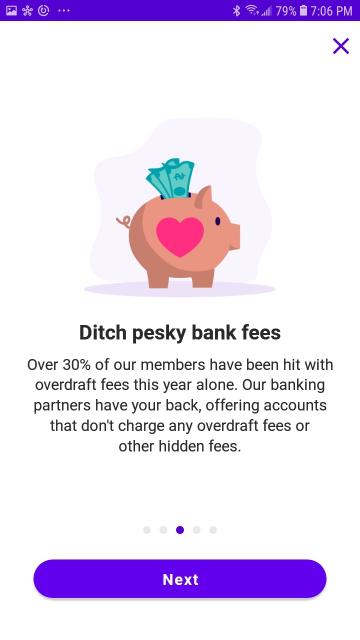 79% 7:06 PM
Ditch pesky bank fees
Over 30% of our members have been hit with
overdraft fees this year alone. Our banking
partners have your back, offering accounts
that don't charge any overdraft fees or
other hidden fees.
Next